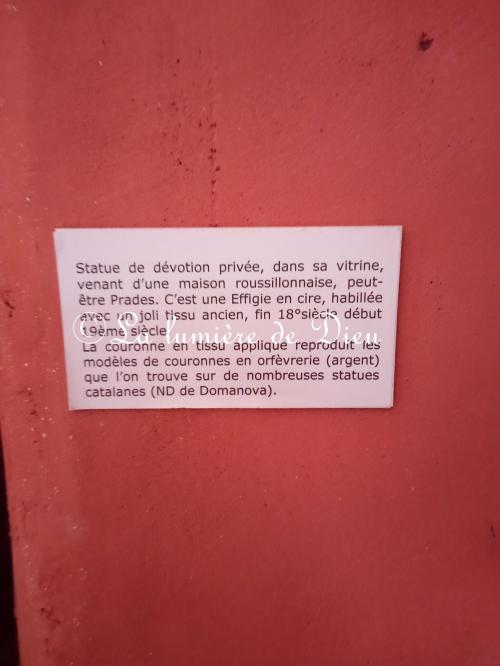 Statue de dévotion privée, dans sa vitrine,
venant d'une maison roussillonnaise, peut-
être Prades. C'est une Effigie en cire, habillée
avec un joli tissu ancien, fin 18°siècle début
19ème siècle.
© La lumière de Dieu
La couronne en tissu appliqué reproduit les
modèles de couronnes en orfèvrerie (argent)
que l'on trouve sur de nombreuses statues
catalanes (ND de Domanova).